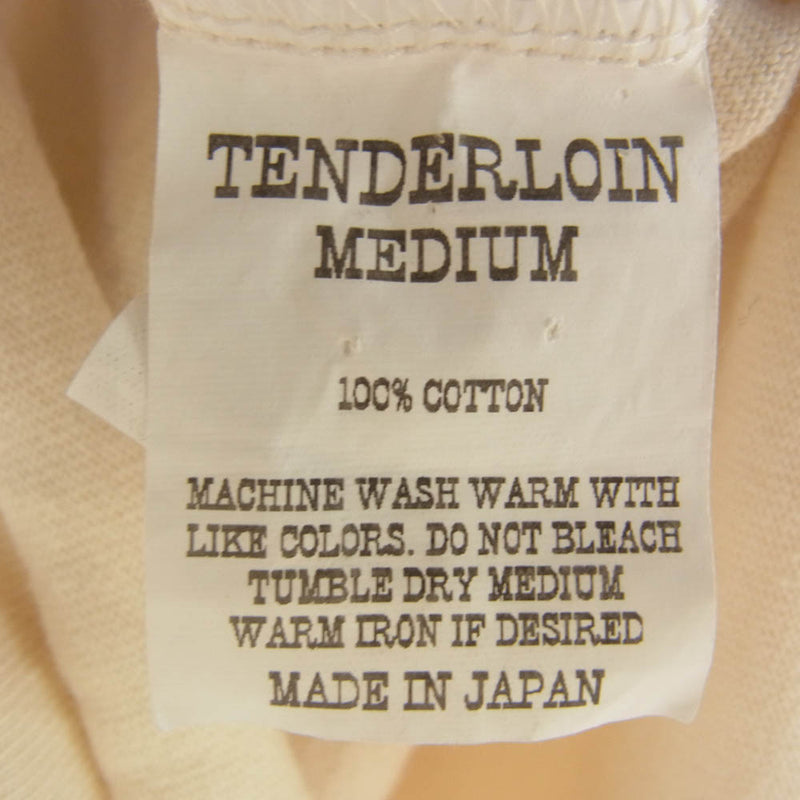 TENDERLOIN
MEDIUM
100% COTTON
MACHINE WASH WARM WITH
LIKE COLORS. DO NOT BLEACH
TUMBLE DRY MEDIUM
WARM IRON IF DESIRED
MADE IN JAPAN